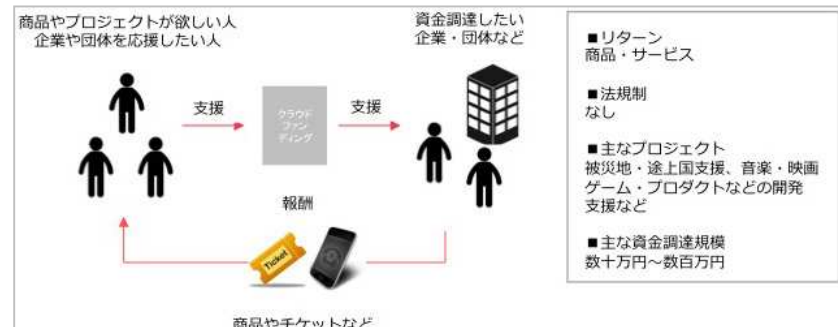 商品やプロジェクトが欲しい人
企業や団体を応援したい人
資金調達したい
企業・団体など
支援
クラウド
ファン
ディング
支援
報酬
Ticket
商品やチケットなど
■リターン
商品・サービス
■法規制
なし
■主なプロジェクト
被災地・途上国支援、音楽・映画
ゲーム・プロダクトなどの開発
支援など
■主な資金調達規模
数十万円～数百万円